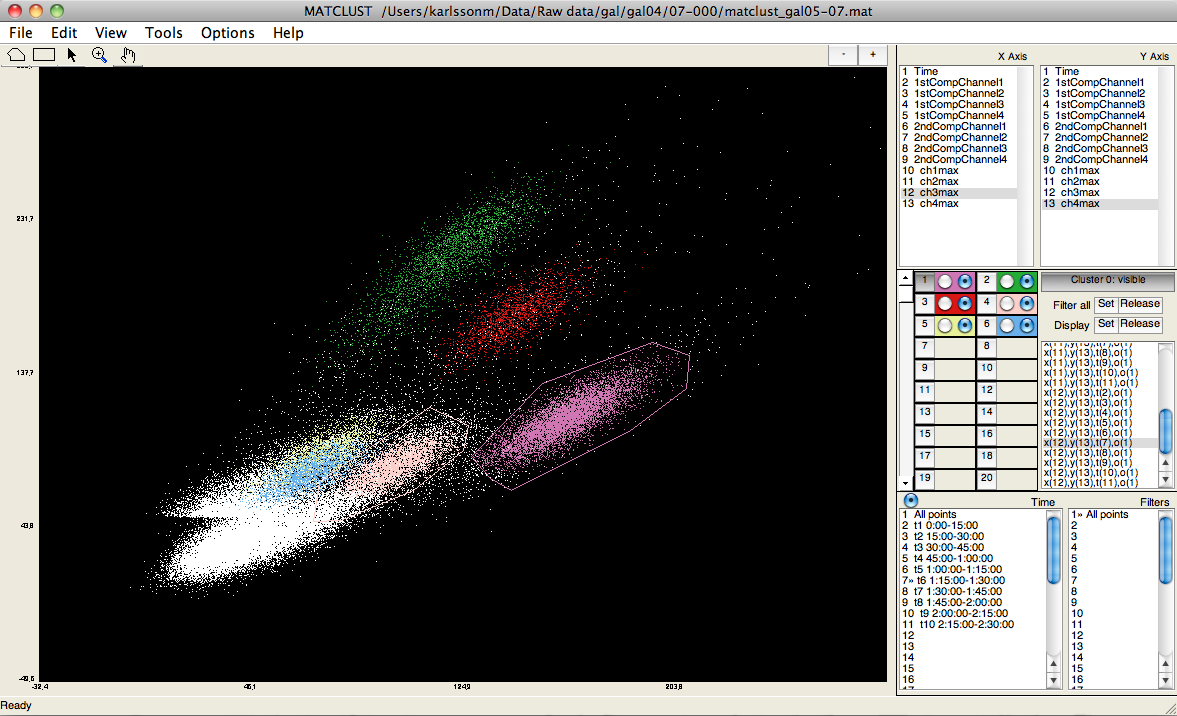 MATCLUST /Users/karlssonm/Data/Raw data/gal/gal04/07-000/matclust_gal05-07.mat
File Edit View Tools Options Help
- +
231,7
137,7
43,8
-32,4 46,1 124,9 203,8
X Axis
1 Time
2 1stCompChannel1
3 1stCompChannel2
4 1stCompChannel3
5 1stCompChannel4
6 2ndCompChannel1
7 2ndCompChannel2
8 2ndCompChannel3
9 2ndCompChannel4
10 ch1max
11 ch2max
12 ch3max
13 ch4max
Y Axis
1 Time
2 1stCompChannel1
3 1stCompChannel2
4 1stCompChannel3
5 1stCompChannel4
6 2ndCompChannel1
7 2ndCompChannel2
8 2ndCompChannel3
9 2ndCompChannel4
10 ch1max
11 ch2max
12 ch3max
13 ch4max
1 2
3 4
5 6
7 8
9 10
11 12
13 14
15 16
17 18
19 20
Cluster 0: visible
Filter all Set Release
Display Set Release
x(11),y(13),t(7),o(1)
x(11),y(13),t(8),o(1)
x(11),y(13),t(9),o(1)
x(11),y(13),t(10),o(1)
x(11),y(13),t(11),o(1)
x(12),y(13),t(2),o(1)
x(12),y(13),t(3),o(1)
x(12),y(13),t(4),o(1)
x(12),y(13),t(5),o(1)
x(12),y(13),t(6),o(1)
x(12),y(13),t(7),o(1)
x(12),y(13),t(8),o(1)
x(12),y(13),t(9),o(1)
x(12),y(13),t(10),o(1)
x(12),y(13),t(11),o(1)
Time
1 All points
2 t1 0:00-15:00
3 t2 15:00-30:00
4 t3 30:00-45:00
5 t4 45:00-1:00:00
6 t5 1:00:00-1:15:00
7» t6 1:15:00-1:30:00
8 t7 1:30:00-1:45:00
9 t8 1:45:00-2:00:00
10 t9 2:00:00-2:15:00
11 t10 2:15:00-2:30:00
12
13
14
15
16
Filters
1» All points
2
3
4
5
6
7
8
9
10
11
12
13
14
15
16
Ready